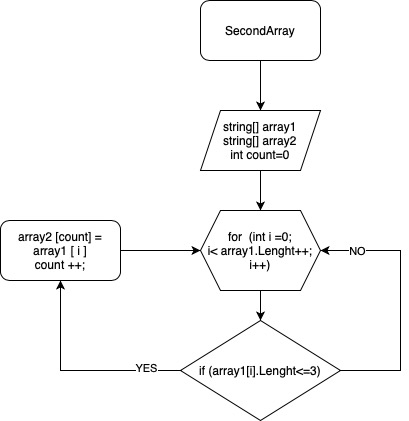 SecondArray
string[] array1
string[] array2
int count=0
for (int i =0;
i< array1.Lenght++;
i++)
array2 [count] =
array1 [ i ]
count ++;
NO
if (array1[i].Lenght<=3)
YES